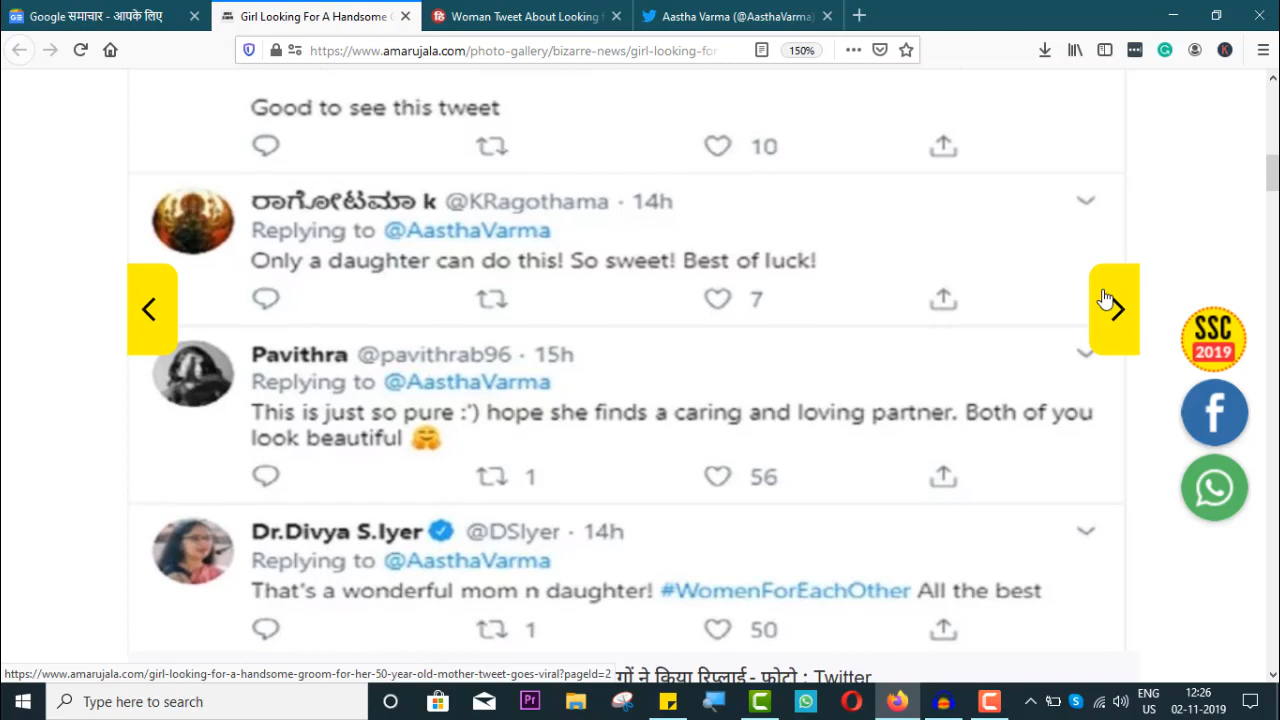 Google समाचार - आपके लिए
Girl Looking For A Handsome
Woman Tweet About Looking
Aastha Varma (@AasthaVarma)
https://www.amarujala.com/photo-gallery/bizarre-news/girl-looking-for
150%
Good to see this tweet
10
ರಾಗೋಟಿಮಾ k @KRagothama · 14h
Replying to @AasthaVarma
Only a daughter can do this! So sweet! Best of luck!
7
Pavithra @pavithrab96 · 15h
Replying to @AasthaVarma
This is just so pure :') hope she finds a caring and loving partner. Both of you
look beautiful 🤗
1 56
Dr.Divya S.Iyer @DSIyer · 14h
Replying to @AasthaVarma
That's a wonderful mom n daughter! #WomenForEachOther All the best
1 50
SSC
2019
https://www.amarujala.com/girl-looking-for-a-handsome-groom-for-her-50-year-old-mother-tweet-goes-viral?pageId=2
ने किया रिप्लाई - फोटो : Twitter
Type here to search
ENG
US
12:26
02-11-2019